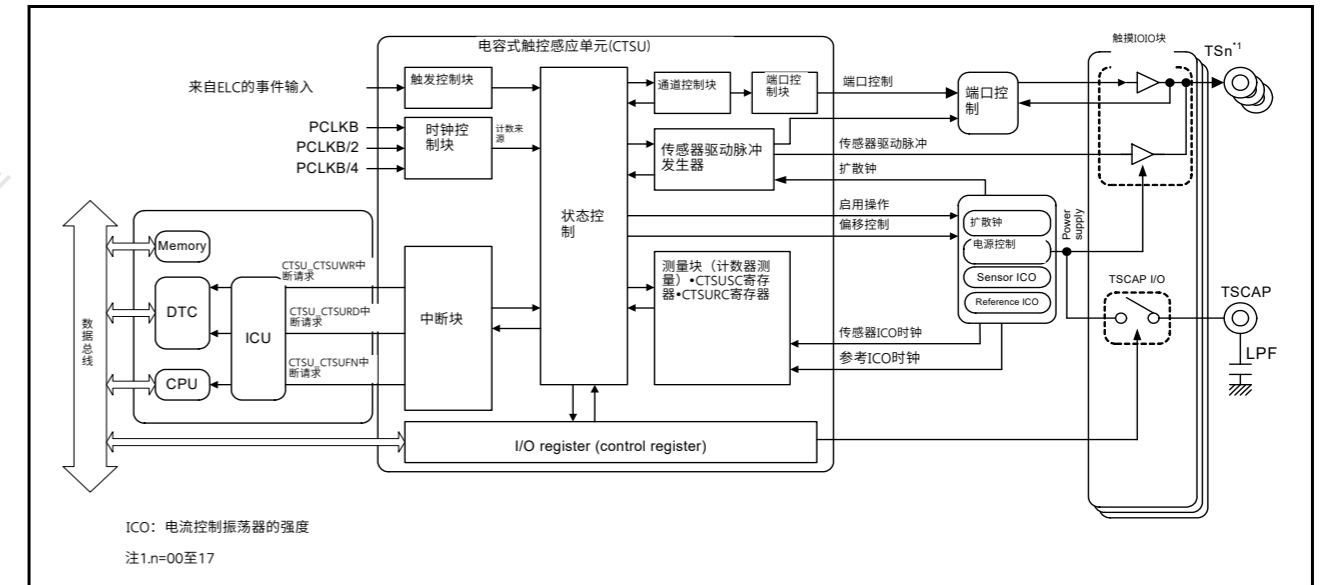 电容式触控感应单元(CTSU)
触摸IOIO块
TSn*1
来自ELC的事件输入
触发控制块
通道控制块
端口控
制块
端口控制
端口控
制
PCLKB
PCLKB/2
PCLKB/4
时钟控
制块
计数来
源
传感器驱动脉冲
发生器
传感器驱动脉冲
扩散钟
状态控
制
启用操作
偏移控制
扩散钟
电源控制
Sensor ICO
Reference ICO
Power
supply
TSCAP I/O
TSCAP
LPF
数据总线
Memory
DTC
CPU
ICU
CTSU_CTSUWR中
断请求
CTSU_CTSURD中
断请求
CTSU_CTSUFN中
断请求
中断块
测量块（计数器测
量）•CTSUSC寄存
器•CTSURC寄存器
传感器ICO时钟
参考ICO时钟
I/O register (control register)
ICO：电流控制振荡器的强度
注1.n=00至17